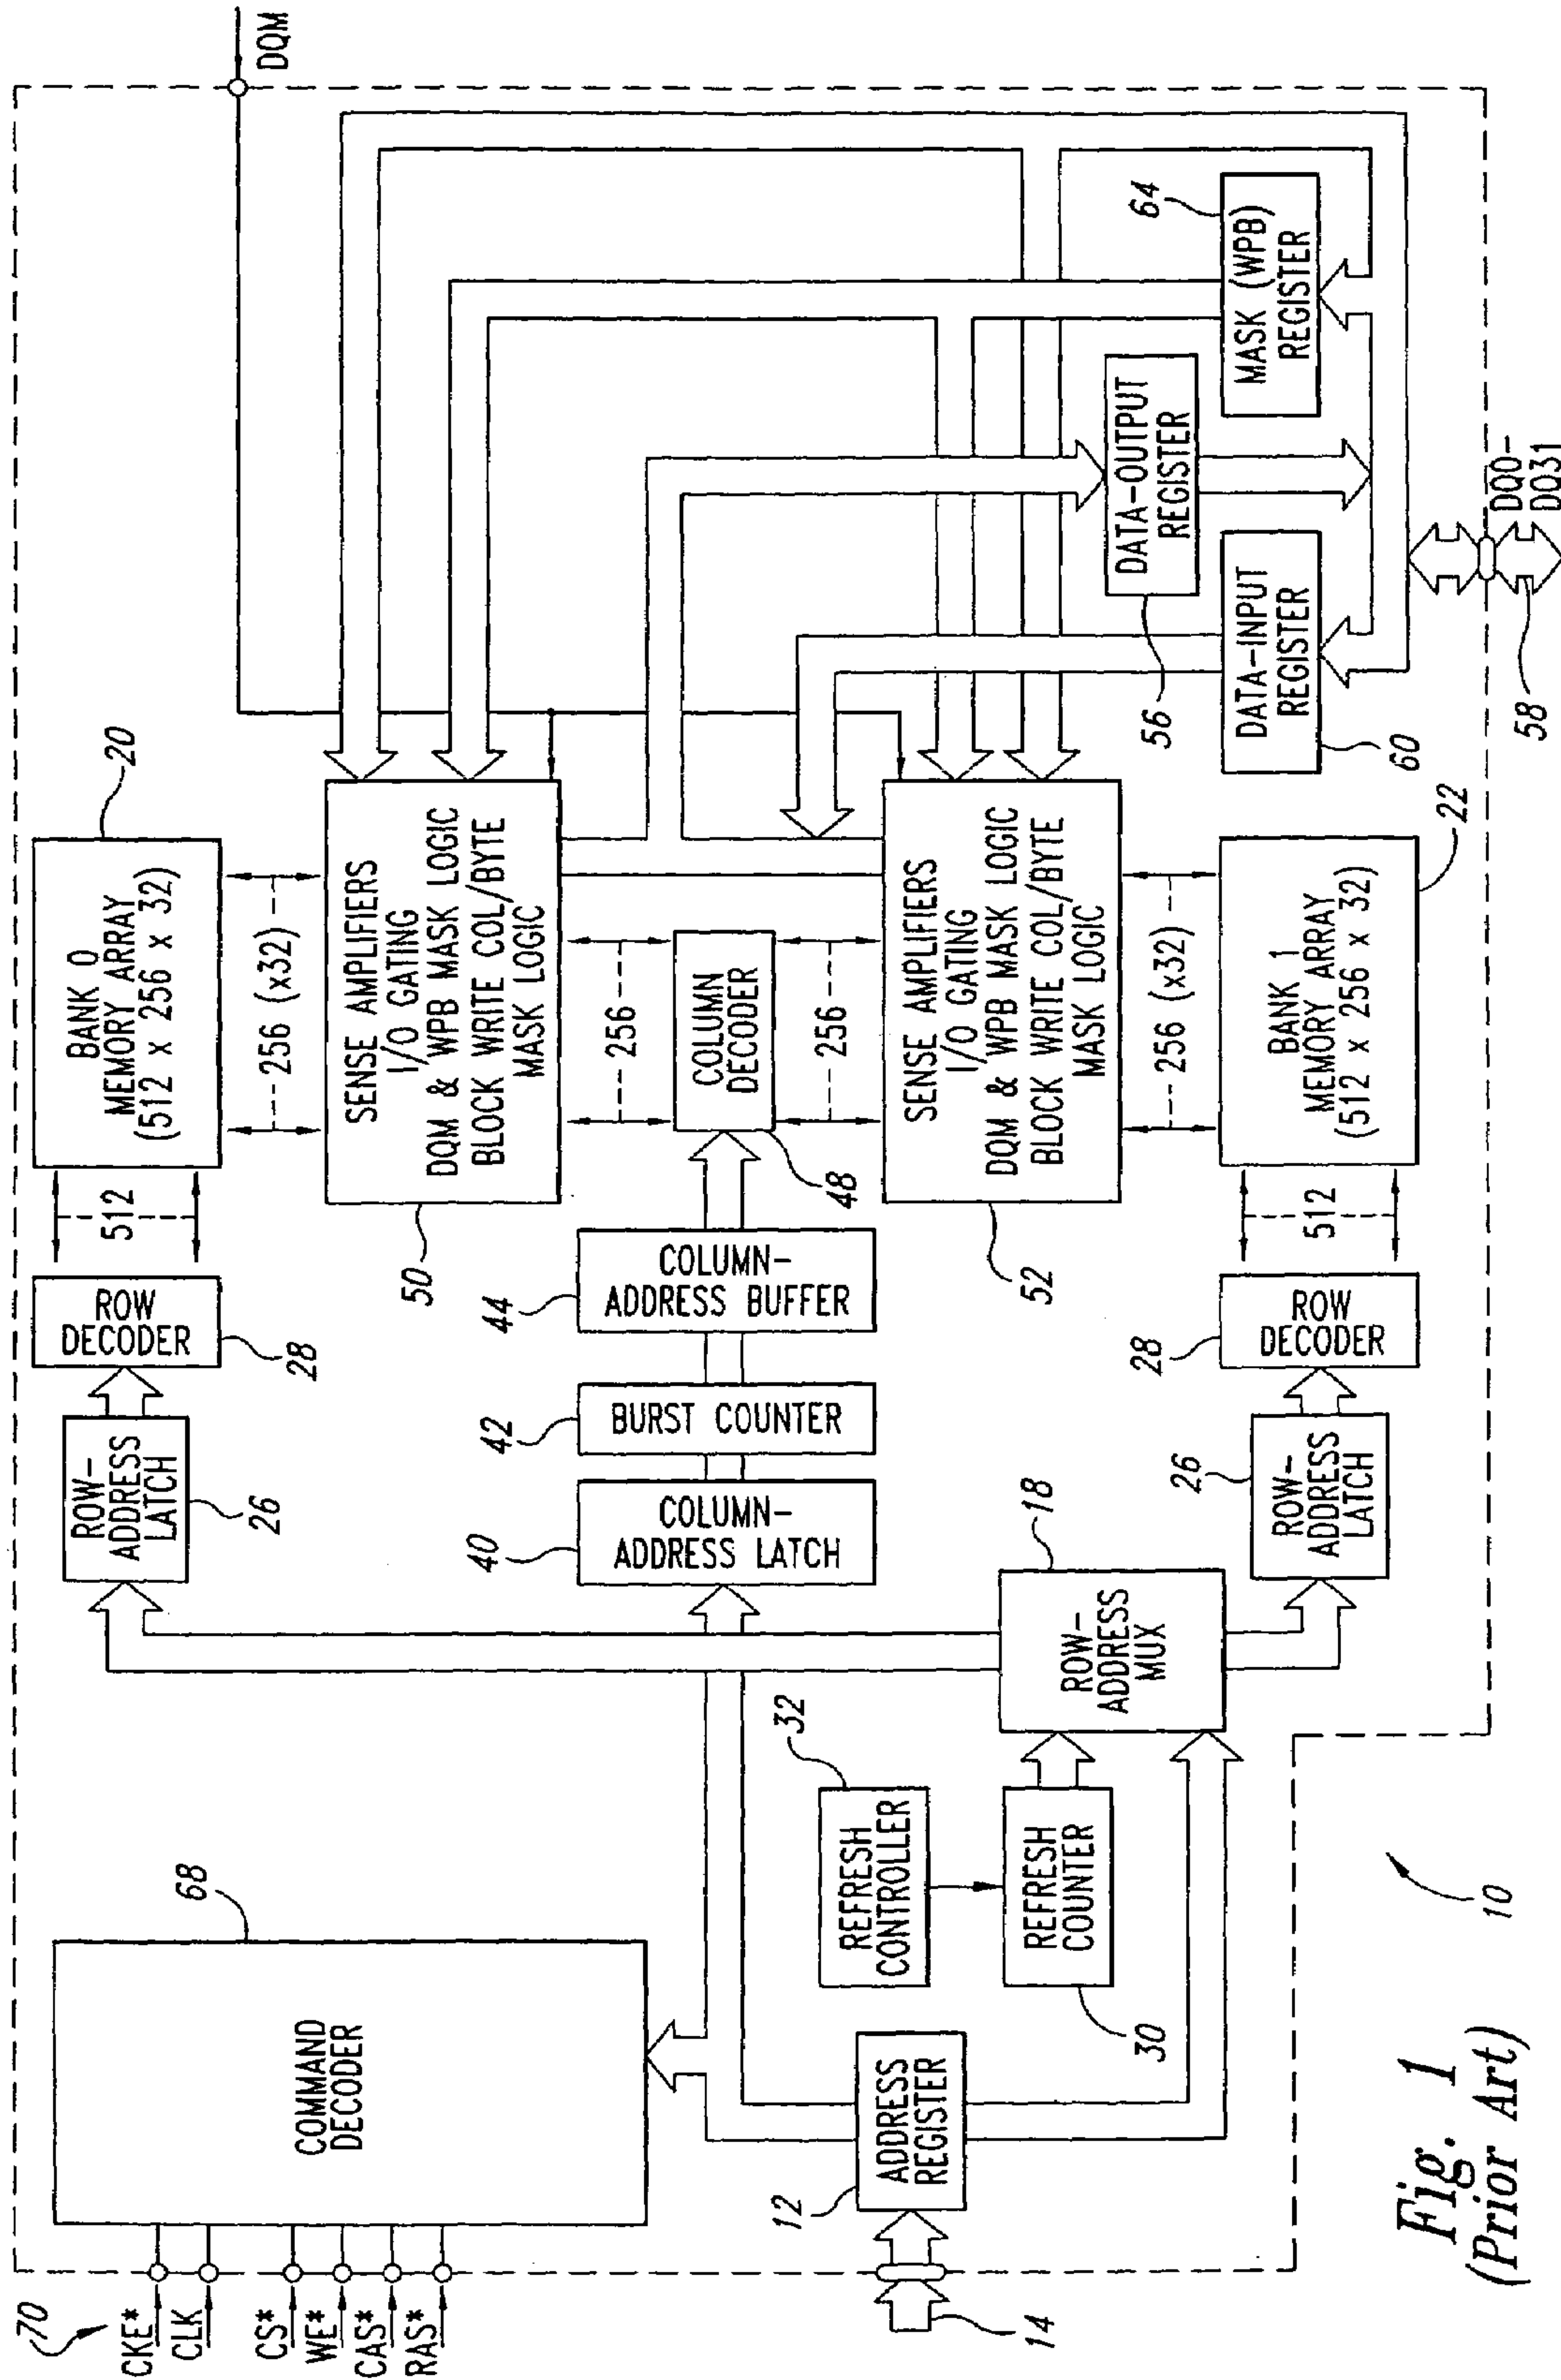 70
CKE*
CLK
CS*
WE*
CAS*
RAS*
COMMAND
DECODER
68
14
12
ADDRESS
REGISTER
REFRESH
CONTROLLER
32
REFRESH
COUNTER
30
ROW-
ADDRESS
MUX
18
ROW-
ADDRESS
LATCH
26
ROW
DECODER
28
512
BANK 0
MEMORY ARRAY
(512 x 256 x 32)
20
256 (x32)
SENSE AMPLIFIERS
I/O GATING
DQM & WPB MASK LOGIC
BLOCK WRITE COL/BYTE
MASK LOGIC
50
256
COLUMN-
ADDRESS LATCH
40
BURST COUNTER
42
COLUMN-
ADDRESS BUFFER
44
COLUMN
DECODER
48
256
SENSE AMPLIFIERS
I/O GATING
DQM & WPB MASK LOGIC
BLOCK WRITE COL/BYTE
MASK LOGIC
52
256 (x32)
ROW-
ADDRESS
LATCH
26
ROW
DECODER
28
512
BANK 1
MEMORY ARRAY
(512 x 256 x 32)
22
DQM
DATA-OUTPUT
REGISTER
56
DATA-INPUT
REGISTER
60
MASK (WPB)
REGISTER
64
DQ0-
DQ31
58
10
Fig. 1
(Prior Art)